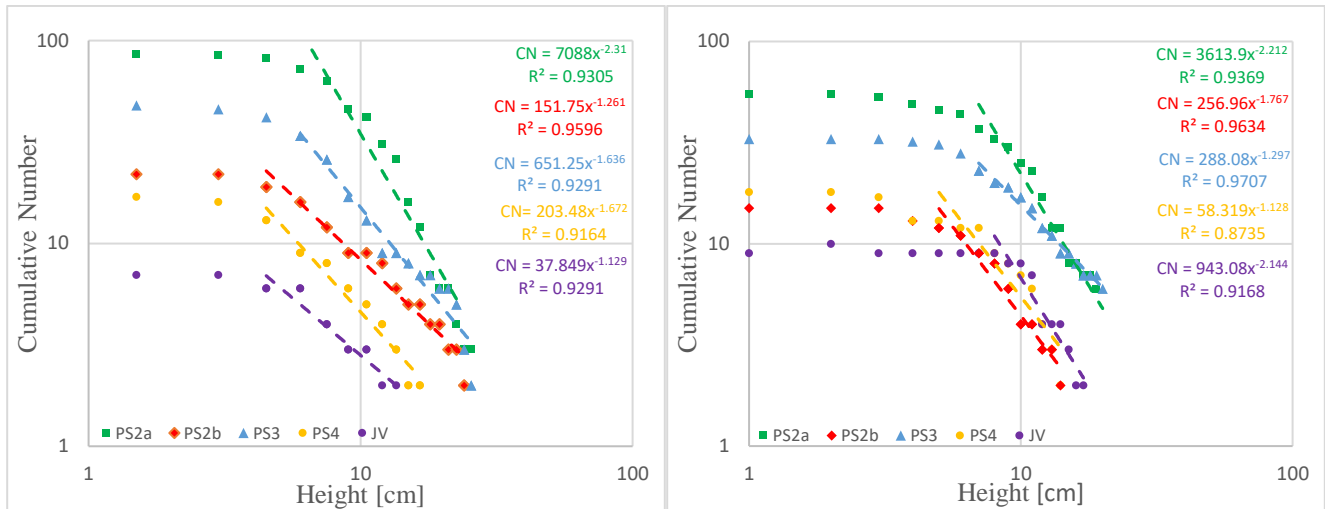 100
10
1
Cumulative Number
CN = 7088x^-2.31
R² = 0.9305
CN = 151.75x^-1.261
R² = 0.9596
CN = 651.25x^-1.636
R² = 0.9291
CN= 203.48x^-1.672
R² = 0.9164
CN = 37.849x^-1.129
R² = 0.9291
PS2a PS2b PS3 PS4 JV
1 10 100
Height [cm]
100
10
1
Cumulative Number
CN = 3613.9x^-2.212
R² = 0.9369
CN = 256.96x^-1.767
R² = 0.9634
CN = 288.08x^-1.297
R² = 0.9707
CN = 58.319x^-1.128
R² = 0.8735
CN = 943.08x^-2.144
R² = 0.9168
PS2a PS2b PS3 PS4 JV
1 10 100
Height [cm]